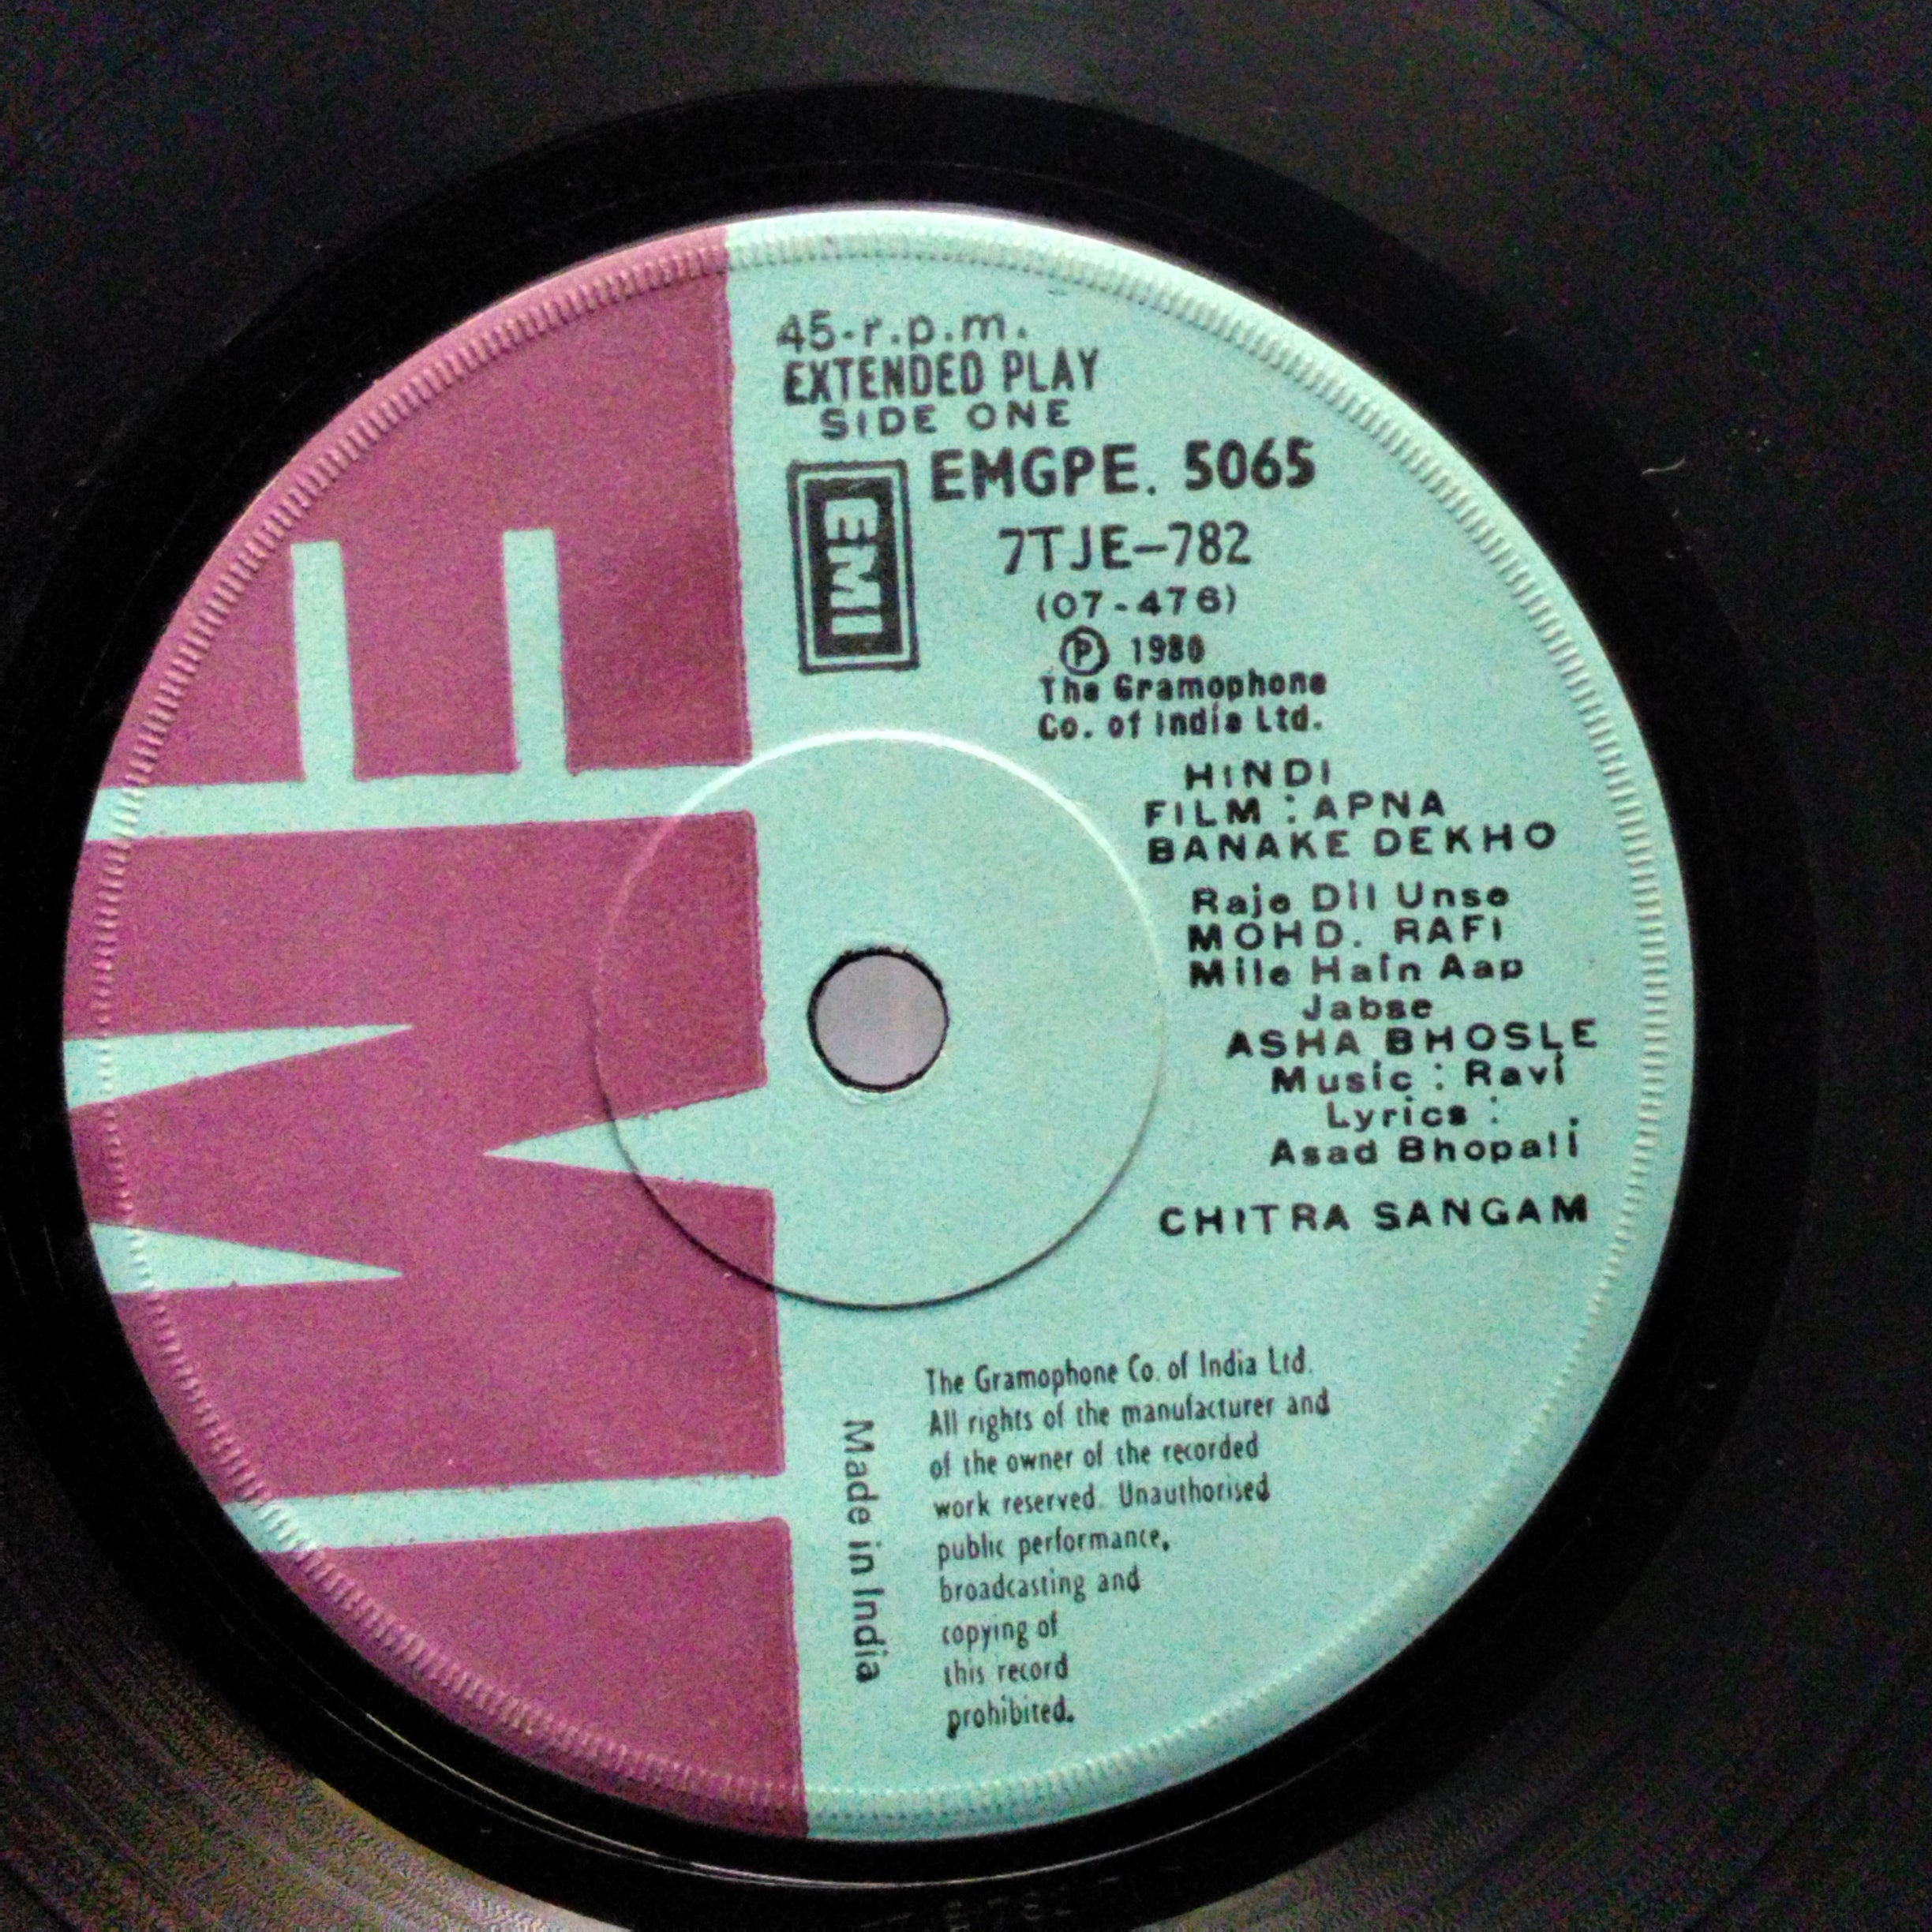 45-r.p.m.
EXTENDED PLAY
SIDE ONE
EMI
EMGPE. 5065
7TJE-782
(07-476)
Ⓟ 1980
The Gramophone
Co. of India Ltd.
HINDI
FILM : APNA
BANAKE DEKHO
Raje Dil Unse
MOHD. RAFI
Mile Hain Aap
Jabse
ASHA BHOSLE
Music : Ravi
Lyrics :
Asad Bhopali
CHITRA SANGAM
The Gramophone Co. of India Ltd.
All rights of the manufacturer and
of the owner of the recorded
work reserved. Unauthorised
public performance,
broadcasting and
copying of
this record
prohibited.
Made in India
EMI